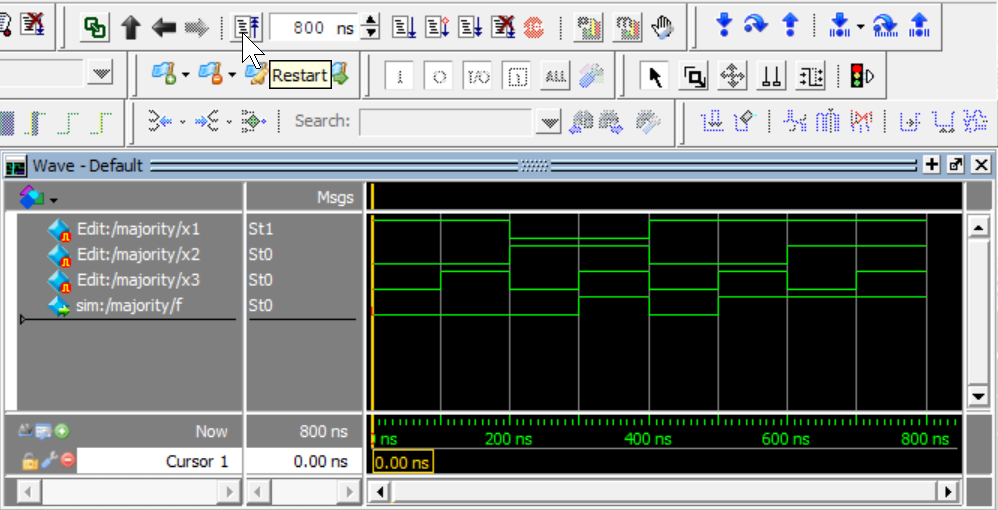 800 ns
Restart
I O I/O ALL
Search:
Wave - Default
Msgs
Edit:/majority/x1 St1
Edit:/majority/x2 St0
Edit:/majority/x3 St0
sim:/majority/f St0
Now 800 ns
ns 200 ns 400 ns 600 ns 800 ns
Cursor 1 0.00 ns
0.00 ns